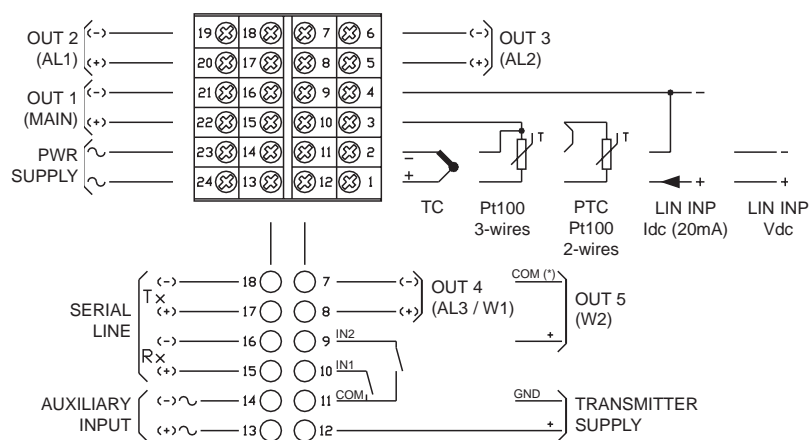 OUT 2 (-) 19 18 7 6 (-) OUT 3
(AL1) (+) 20 17 8 5 (+) (AL2)
OUT 1 (-) 21 16 9 4 -
(MAIN) (+) 22 15 10 3 T T
PWR 23 14 11 2 - -
SUPPLY 24 13 12 1 + + +
TC Pt100 PTC LIN INP LIN INP
3-wires Pt100 Idc (20mA) Vdc
2-wires
(-) 18 7 (-) OUT 4 COM (*) OUT 5
Tx (+) 17 8 (+) (AL3 / W1) (W2)
SERIAL
LINE (-) 16 9 IN2 +
Rx (+) 15 10 IN1
AUXILIARY (-) 14 11 COM GND TRANSMITTER
INPUT (+) 13 12 + SUPPLY